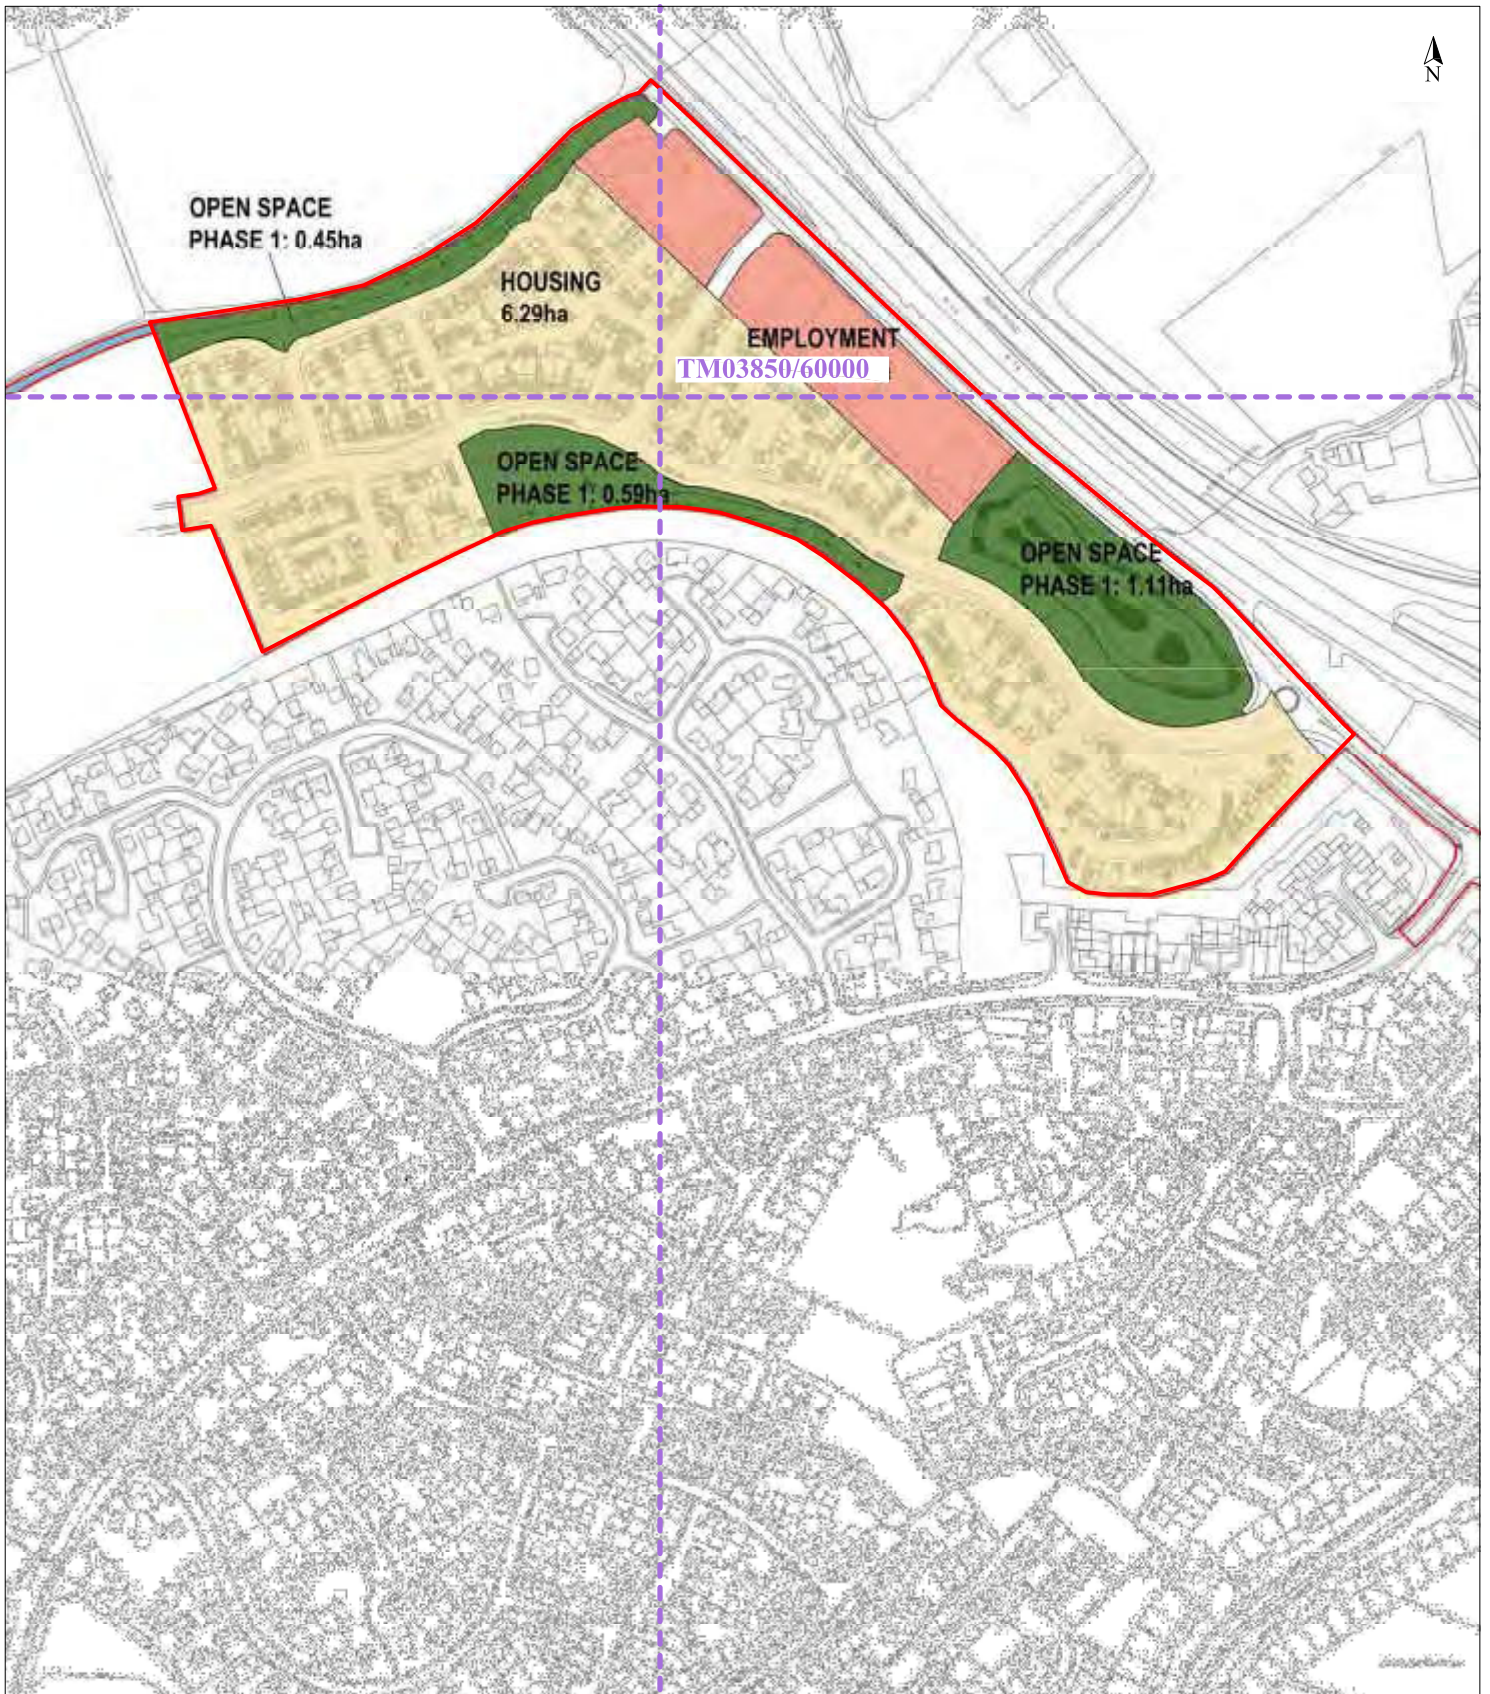 N
OPEN SPACE
PHASE 1: 0.45ha
HOUSING
6.29ha
EMPLOYMENT
TM03850/60000
OPEN SPACE
PHASE 1: 0.59ha
OPEN SPACE
PHASE 1: 1.11ha